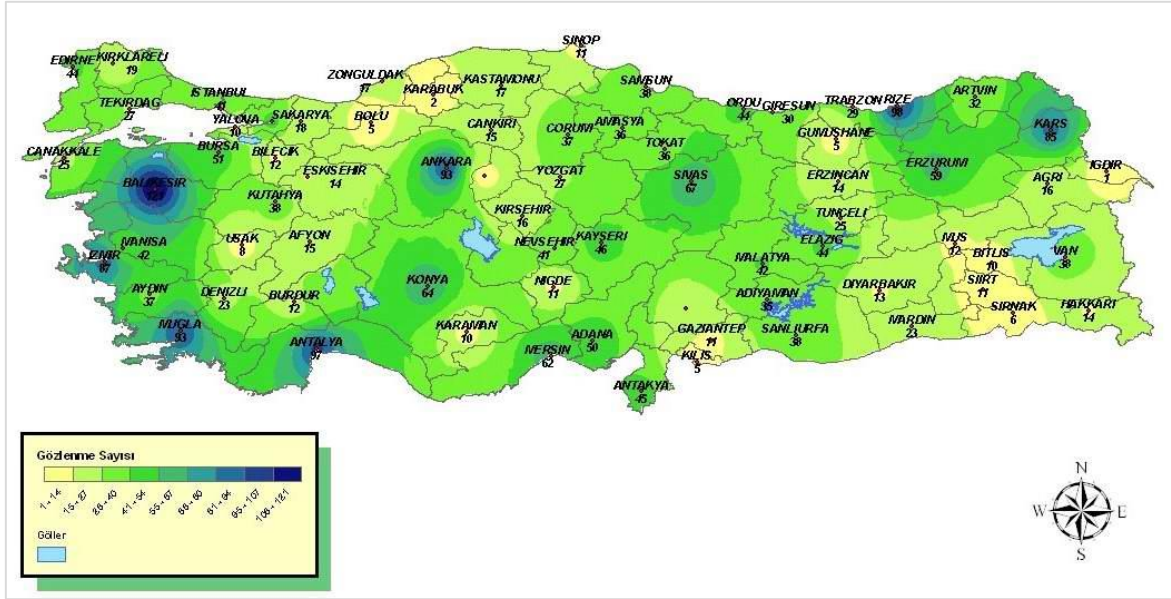 SINOP
11
EDIRNE
44
KIRKLARELI
19
ZONGULDAK
17
KASTAMONU
17
KARABUK
2
SAMSUN
38
ISTANBUL
41
TEKIRDAG
27
YALOVA
10
SAKARYA
18
BOLU
5
CANKIRI
15
CORUM
37
AMASYA
36
ORDU
44
GIRESUN
30
TRABZON
29
RIZE
98
ARTVIN
32
KARS
85
GUMUSHANE
5
CANAKKALE
25
BURSA
51
BILECIK
12
ESKISEHIR
14
ANKARA
93
TOKAT
36
YOZGAT
27
SIVAS
67
ERZINCAN
14
ERZURUM
59
IGDIR
1
AGRI
16
BALIKESIR
121
KUTAHYA
38
KIRSEHIR
16
TUNCELI
25
MANISA
42
USAK
8
AFYON
15
NEVSEHIR
41
KAYSERI
46
ELAZIG
44
MUS
12
BITLIS
10
VAN
38
IZMIR
87
MALATYA
42
AYDIN
37
DENIZLI
23
BURDUR
12
KONYA
64
NIGDE
11
ADIYAMAN
DIYARBAKIR
13
SIIRT
11
SIRNAK
6
HAKKARI
14
MUGLA
93
ANTALYA
97
KARAMAN
10
MERSIN
62
ADANA
50
GAZIANTEP
11
SANLIURFA
38
MARDIN
23
KILIS
5
ANTAKYA
45
Gözlenme Sayısı
1 - 14
15 - 27
28 - 40
41 - 54
55 - 67
68 - 80
81 - 94
95 - 107
108 - 121
Göller
N
W
E
S